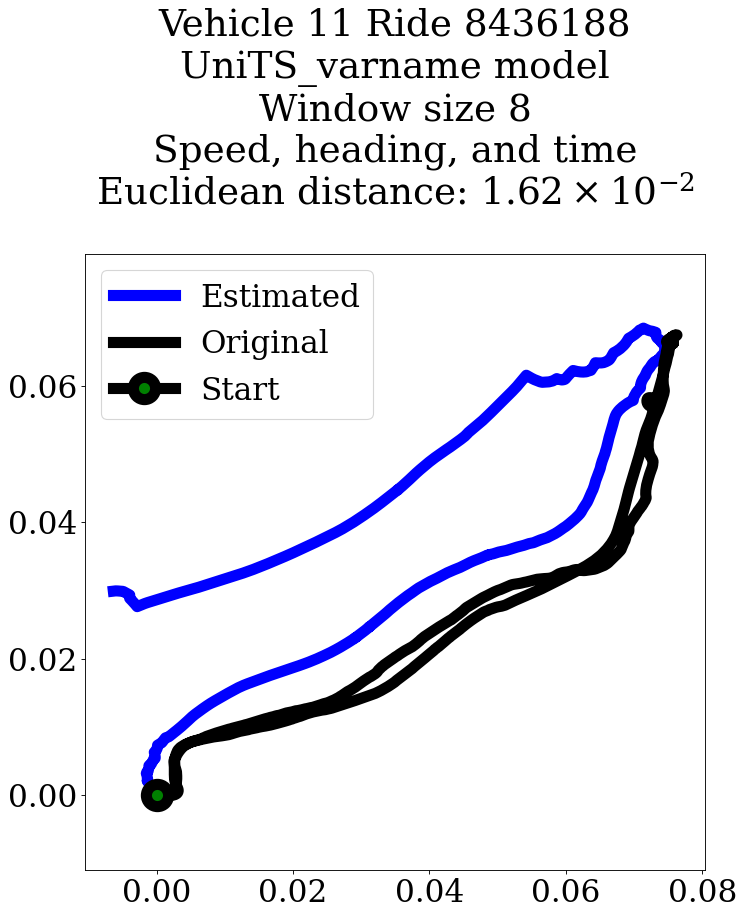 Vehicle 11 Ride 8436188
UniTS_varname model
Window size 8
Speed, heading, and time
Euclidean distance: 1.62 × 10⁻²
Estimated
Original
Start
0.06
0.04
0.02
0.00
0.00 0.02 0.04 0.06 0.08